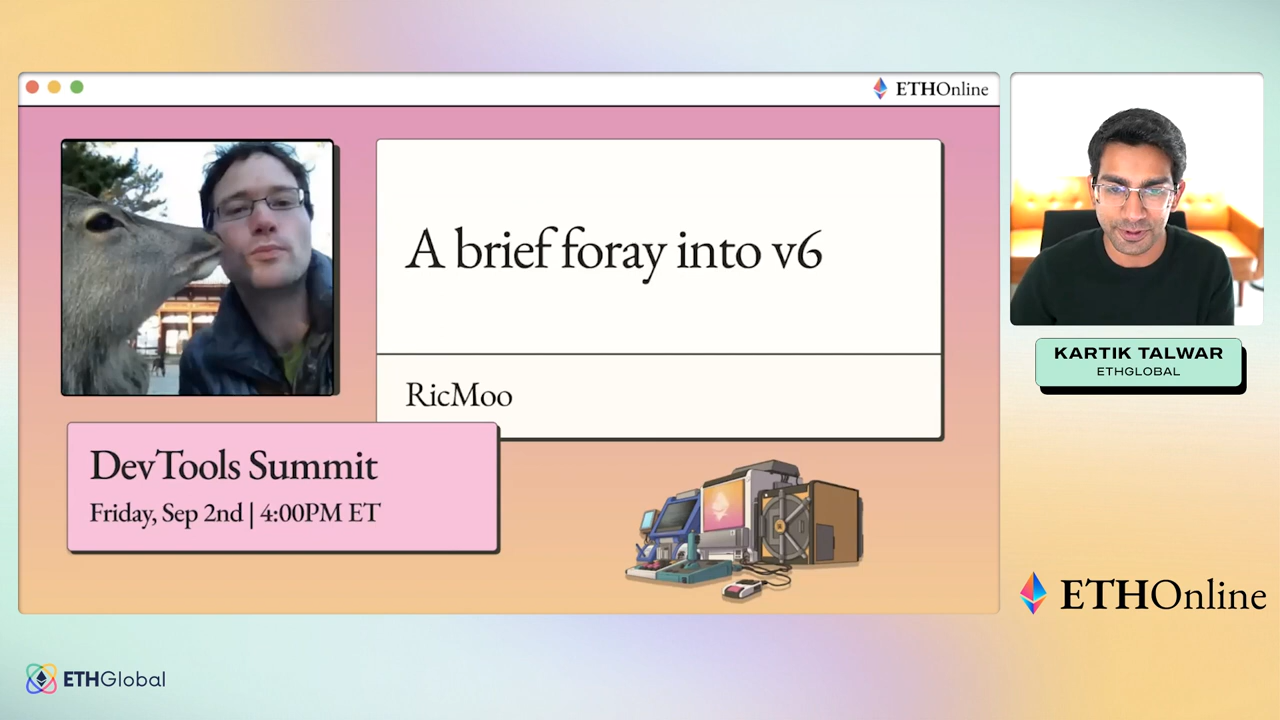 ETHOnline
A brief foray into v6
RicMoo
DevTools Summit
Friday, Sep 2nd | 4:00PM ET
KARTIK TALWAR
ETHGLOBAL
ETHOnline
ETHGlobal